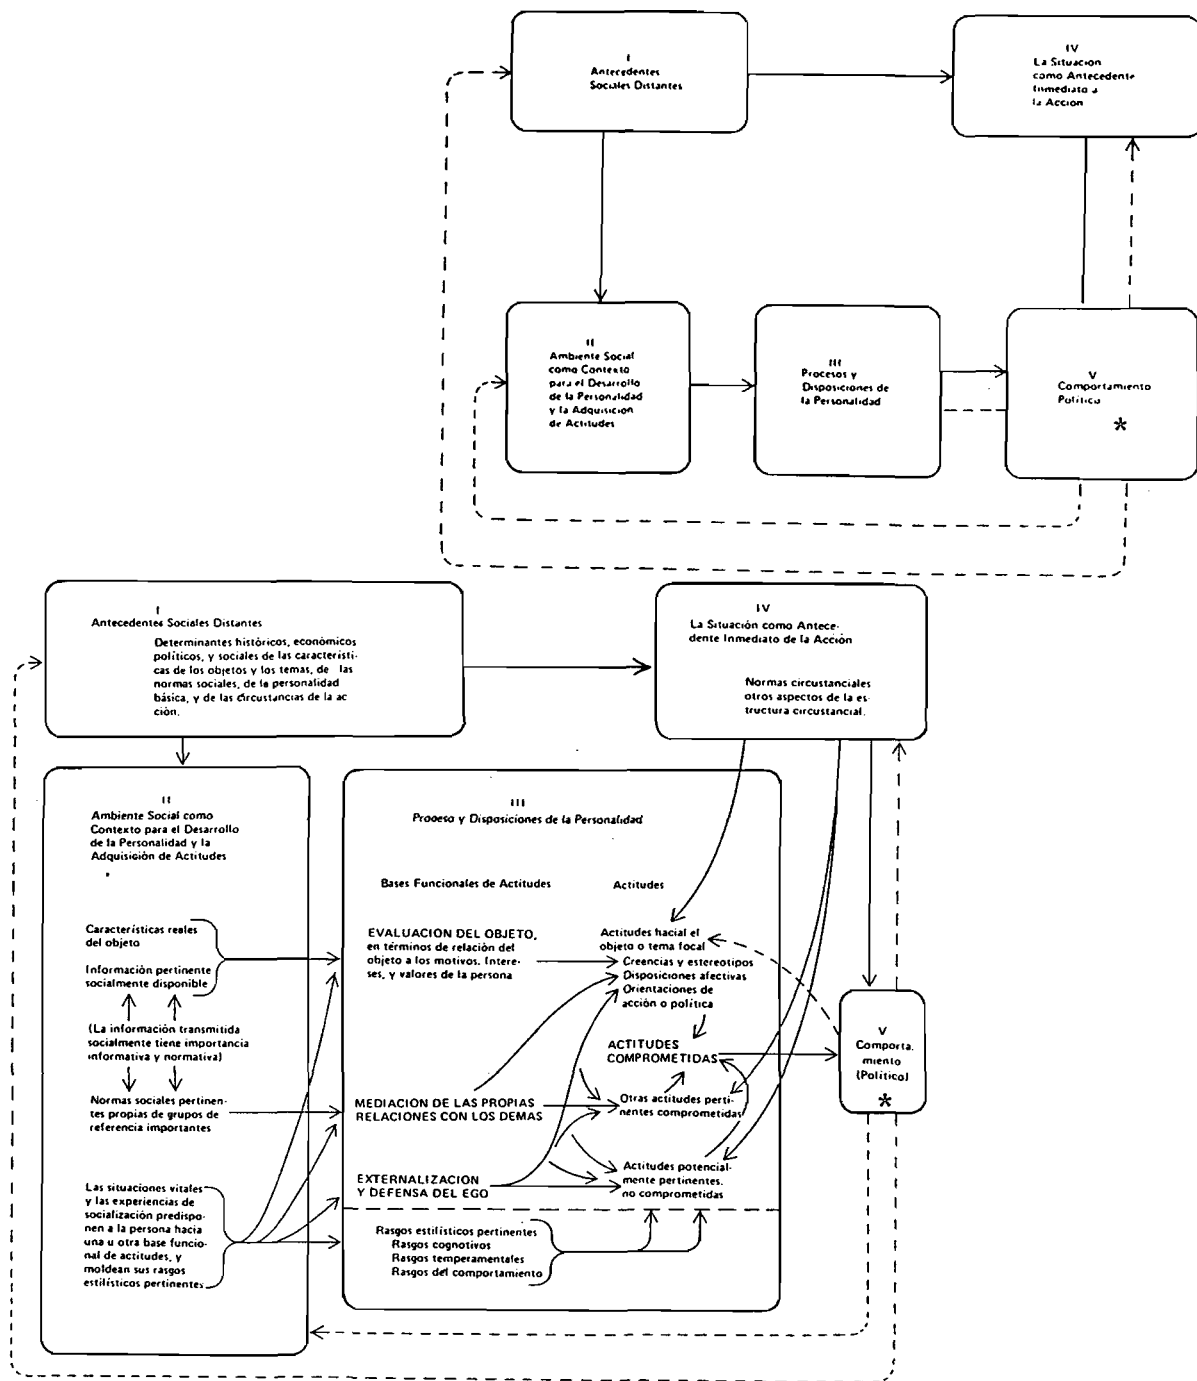 I
Antecedentes
Sociales Distantes
IV
La Situación
como Antecedente
Inmediato a
la Acción
II
Ambiente Social
como Contexto
para el Desarrollo
de la Personalidad
y la Adquisición
de Actitudes
III
Procesos y
Disposiciones de
la Personalidad
V
Comportamiento
Política
*
I
Antecedentes Sociales Distantes
Determinantes históricos, económicos
políticos, y sociales de las característi-
cas de los objetos y los temas, de las
normas sociales, de la personalidad
básica, y de las circustancias de la ac
ción.
IV
La Situación como Antece-
dente Inmediato de la Acción
Normas circustanciales
otros aspectos de la es-
tructura circustancial.
II
Ambiente Social como
Contexto para el Desarrollo
de la Personalidad y la
Adquisición de Actitudes
Características reales
del objeto
Información pertinente
socialmente disponible
(La información transmitida
socialmente tiene importancia
informativa y normativa)
Normas sociales pertinen-
tes propias de grupos de
referencia importantes
Las situaciones vitales
y las experiencias de
socialización predispo-
nen a la persona hacia
una u otra base funcio-
nal de actitudes, y
moldean sus rasgos
estilísticos pertinentes
III
Proceso y Disposiciones de la Personalidad
Bases Funcionales de Actitudes
Actitudes
EVALUACION DEL OBJETO,
en términos de relación del
objeto a los motivos. Intere-
ses, y valores de la persona
Actitudes hacial el
objeto o tema focal
Creencias y estereotipos
Disposiciones afectivas
Orientaciones de
acción o política
ACTITUDES
COMPROMETIDAS
MEDIACION DE LAS PROPIAS
RELACIONES CON LOS DEMAS
Otras actitudes perti-
nentes comprometidas
EXTERNALIZACION
Y DEFENSA DEL EGO
Actitudes potencial-
mente pertinentes.
no comprometidas
Rasgos estilísticos pertinentes
Rasgos cognotivos
Rasgos temperamentales
Rasgos del comportamiento
V
Comporta.
miento
(Político)
*